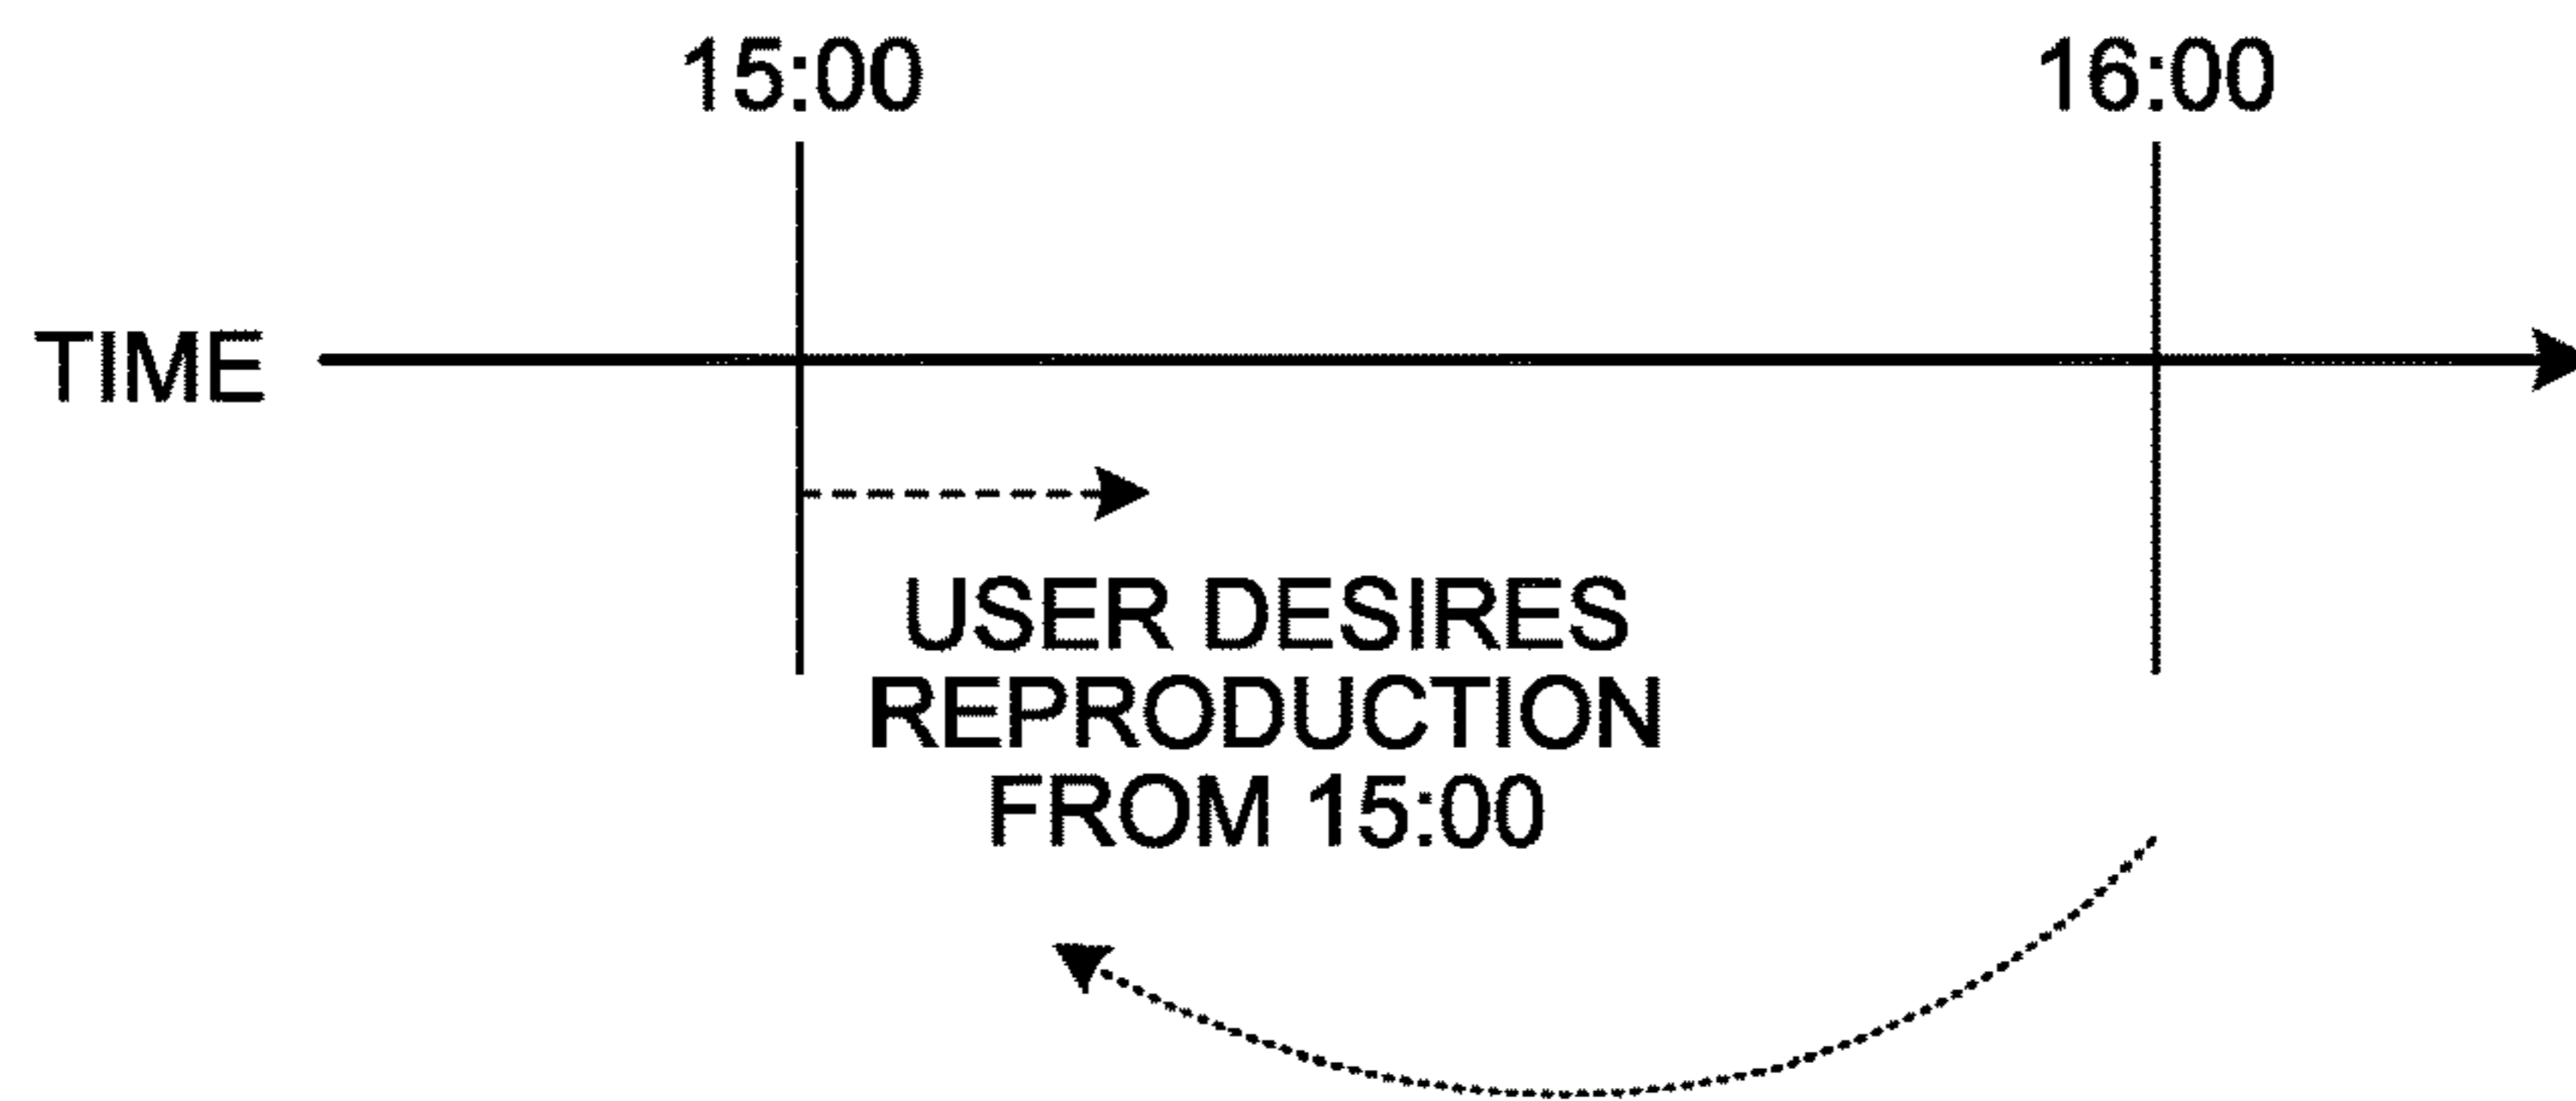 15:00
16:00
TIME
USER DESIRES
REPRODUCTION
FROM 15:00